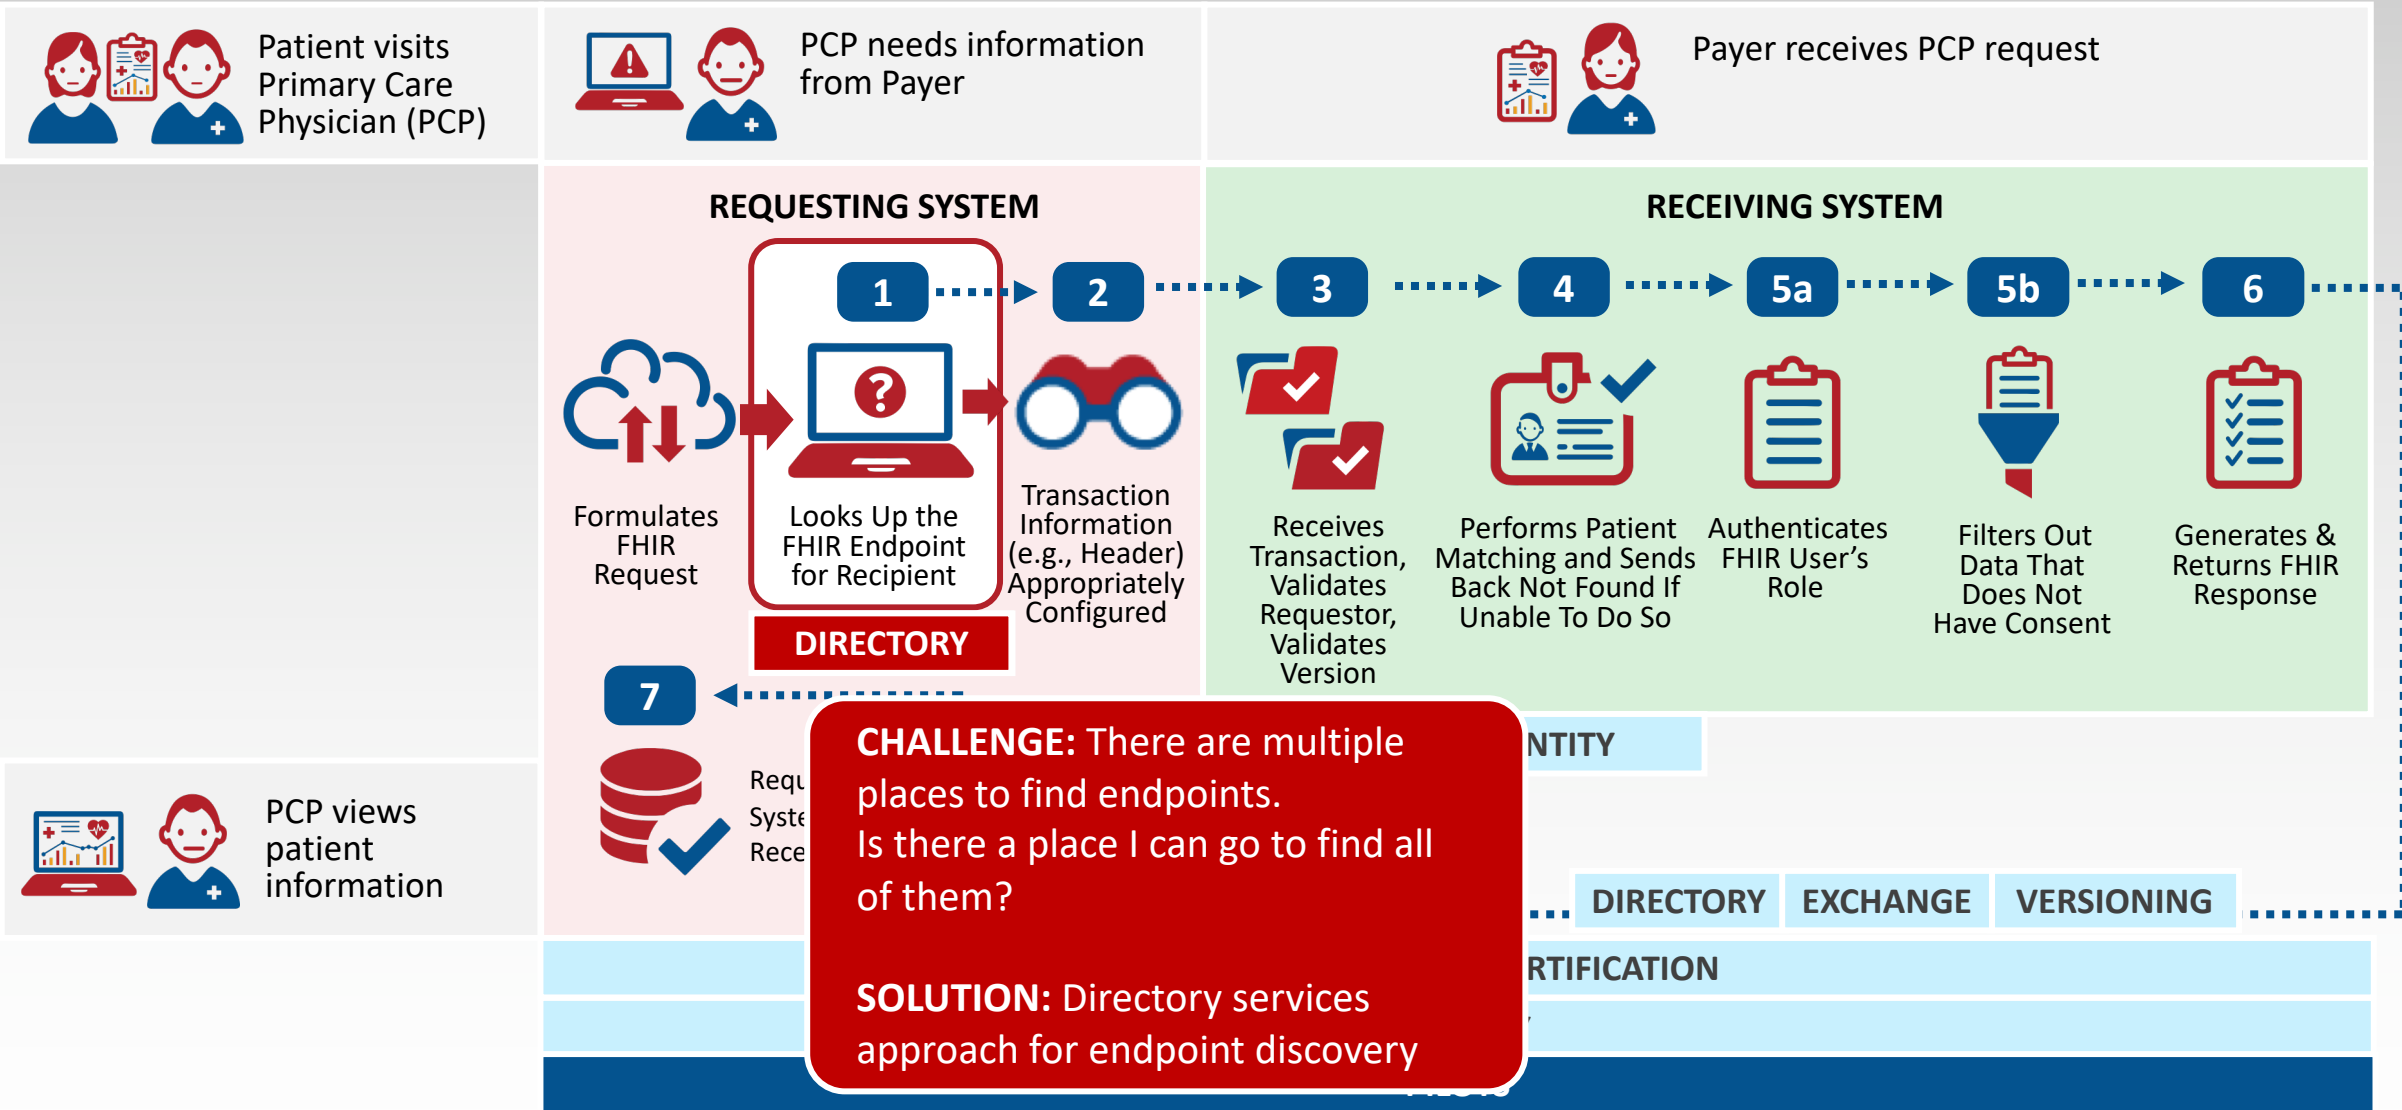 Patient visits
Primary Care
Physician (PCP)
PCP needs information
from Payer
Payer receives PCP request
REQUESTING SYSTEM
RECEIVING SYSTEM
1
2
3
4
5a
5b
6
Formulates
FHIR
Request
Looks Up the
FHIR Endpoint
for Recipient
Transaction
Information
(e.g., Header)
Appropriately
Configured
Receives
Transaction,
Validates
Requestor,
Validates
Version
Performs Patient
Matching and Sends
Back Not Found If
Unable To Do So
Authenticates
FHIR User's
Role
Filters Out
Data That
Does Not
Have Consent
Generates &
Returns FHIR
Response
DIRECTORY
7
CHALLENGE: There are multiple
places to find endpoints.
Is there a place I can go to find all
of them?
SOLUTION: Directory services
approach for endpoint discovery
PCP views
patient
information
DIRECTORY
EXCHANGE
VERSIONING